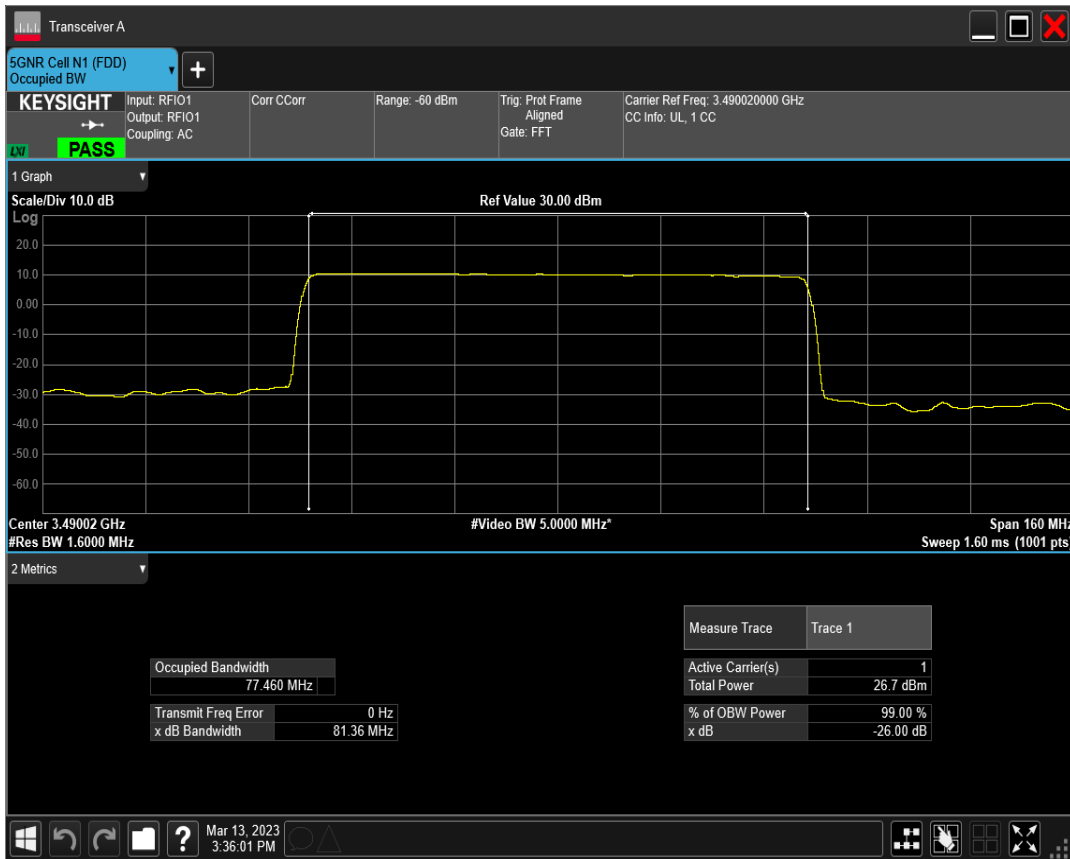 Transceiver A
5GNR Cell N1 (FDD)
Occupied BW
+
KEYSIGHT
LXI
PASS
Input: RFIO1
Output: RFIO1
Coupling: AC
Corr CCorr
Range: -60 dBm
Trig: Prot Frame
Aligned
Gate: FFT
Carrier Ref Freq: 3.490020000 GHz
CC Info: UL, 1 CC
1 Graph
Scale/Div 10.0 dB
Ref Value 30.00 dBm
Log
20.0
10.0
0.00
-10.0
-20.0
-30.0
-40.0
-50.0
-60.0
Center 3.49002 GHz
#Video BW 5.0000 MHz*
Span 160 MHz
#Res BW 1.6000 MHz
Sweep 1.60 ms (1001 pts)
2 Metrics
Measure Trace Trace 1
Occupied Bandwidth
77.460 MHz
Active Carrier(s) 1
Total Power 26.7 dBm
Transmit Freq Error 0 Hz
x dB Bandwidth 81.36 MHz
% of OBW Power 99.00 %
x dB -26.00 dB
?
Mar 13, 2023
3:36:01 PM